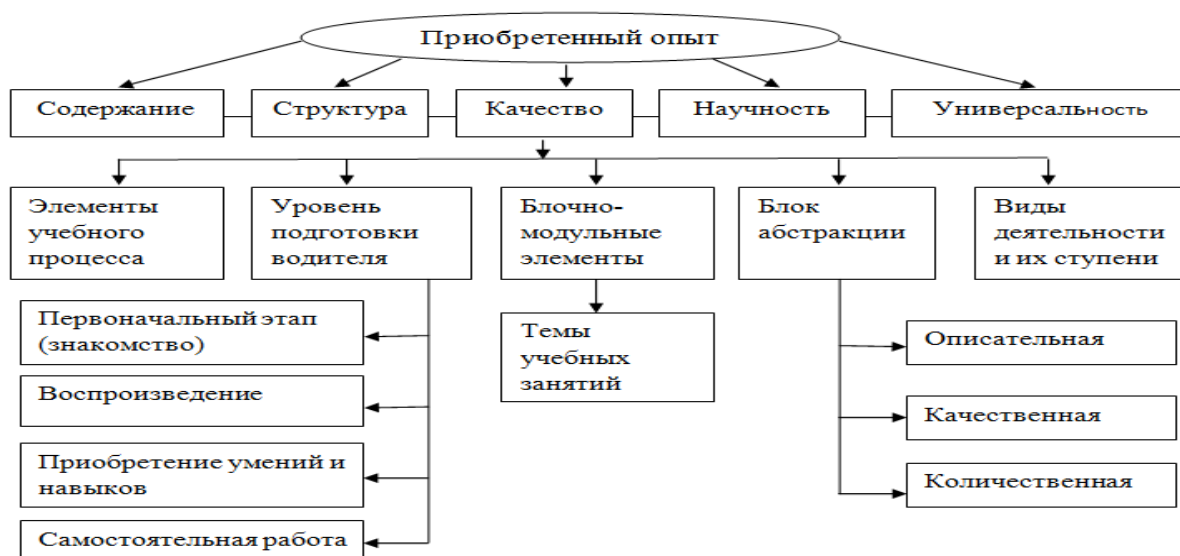 Приобретенный опыт
Содержание
Структура
Качество
Научность
Универсальность
Элементы
учебного
процесса
Уровень
подготовки
водителя
Блочно-
модульные
элементы
Блок
абстракции
Виды
деятельности
и их ступени
Первоначальный этап
(знакомство)
Воспроизведение
Приобретение умений и
навыков
Самостоятельная работа
Темы
учебных
занятий
Описательная
Качественная
Количественная